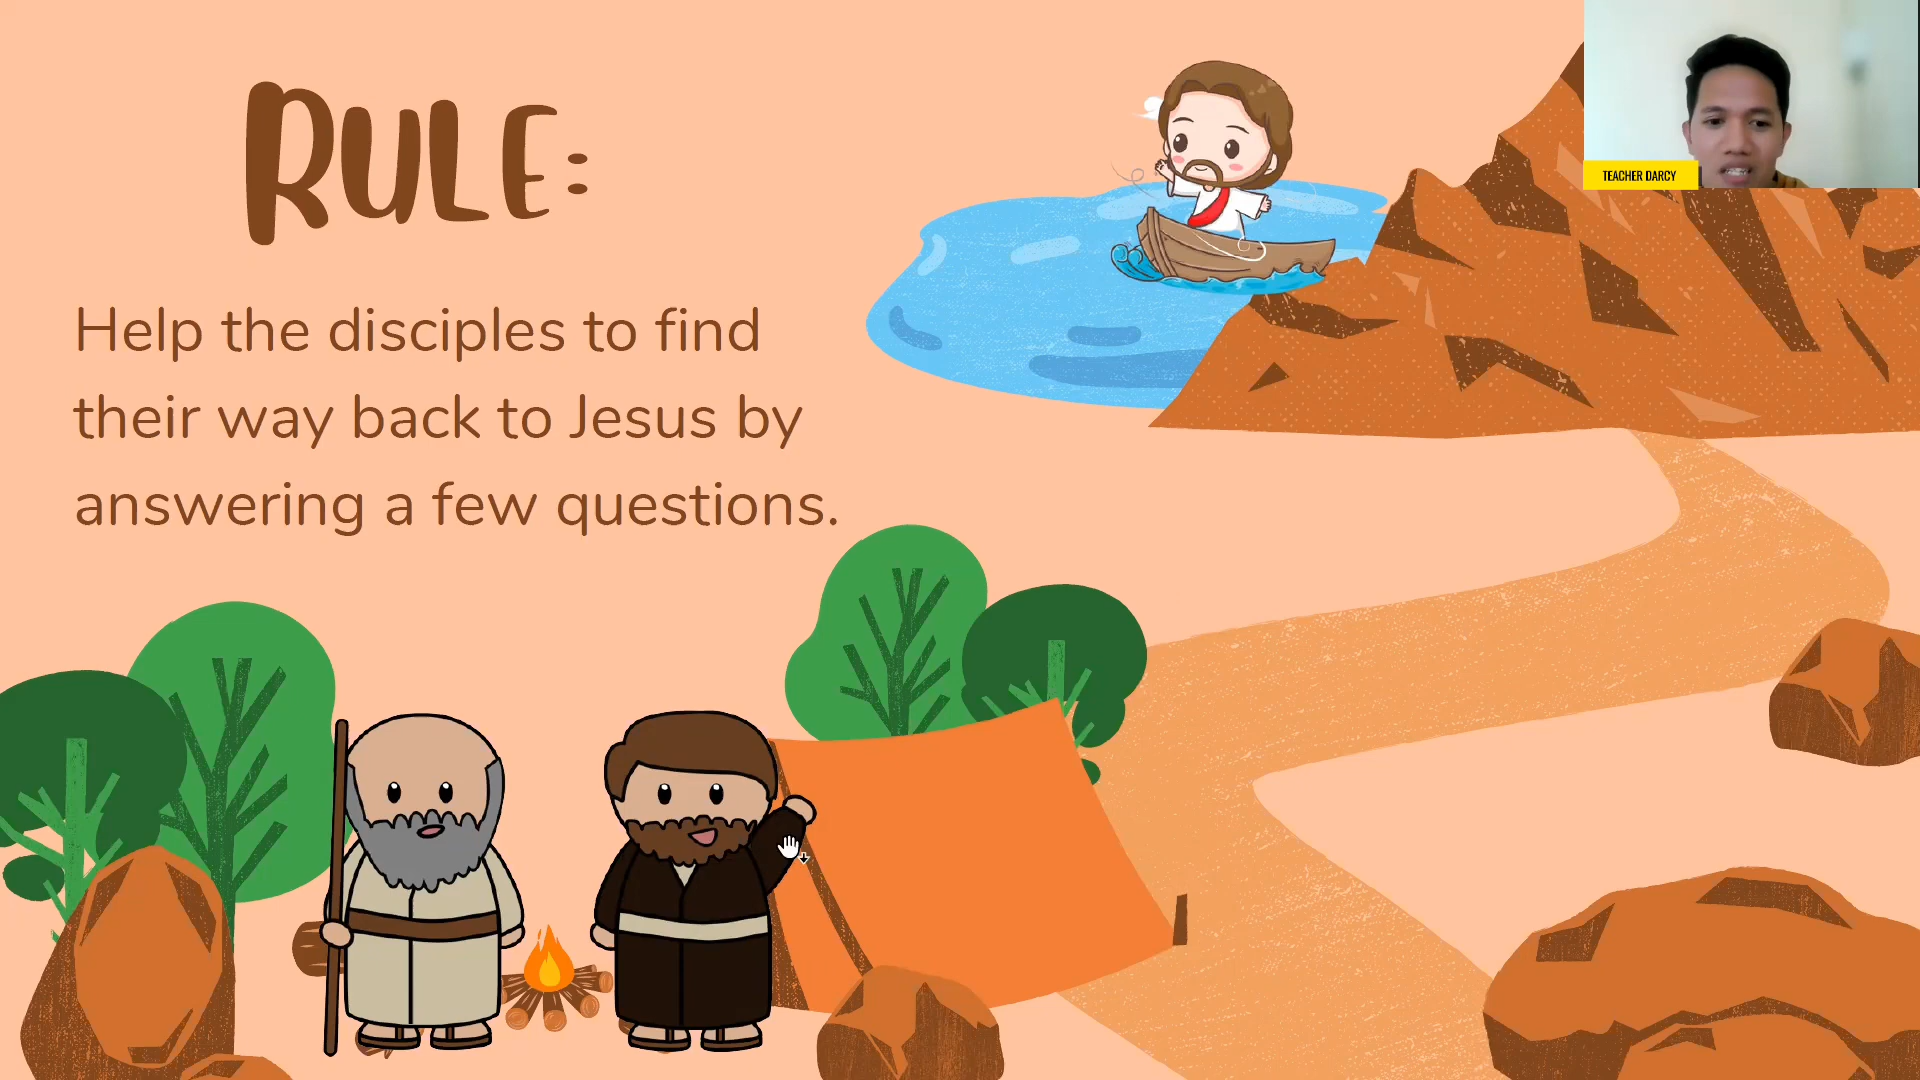 RULE:
Help the disciples to find
their way back to Jesus by
answering a few questions.
TEACHER DARCY